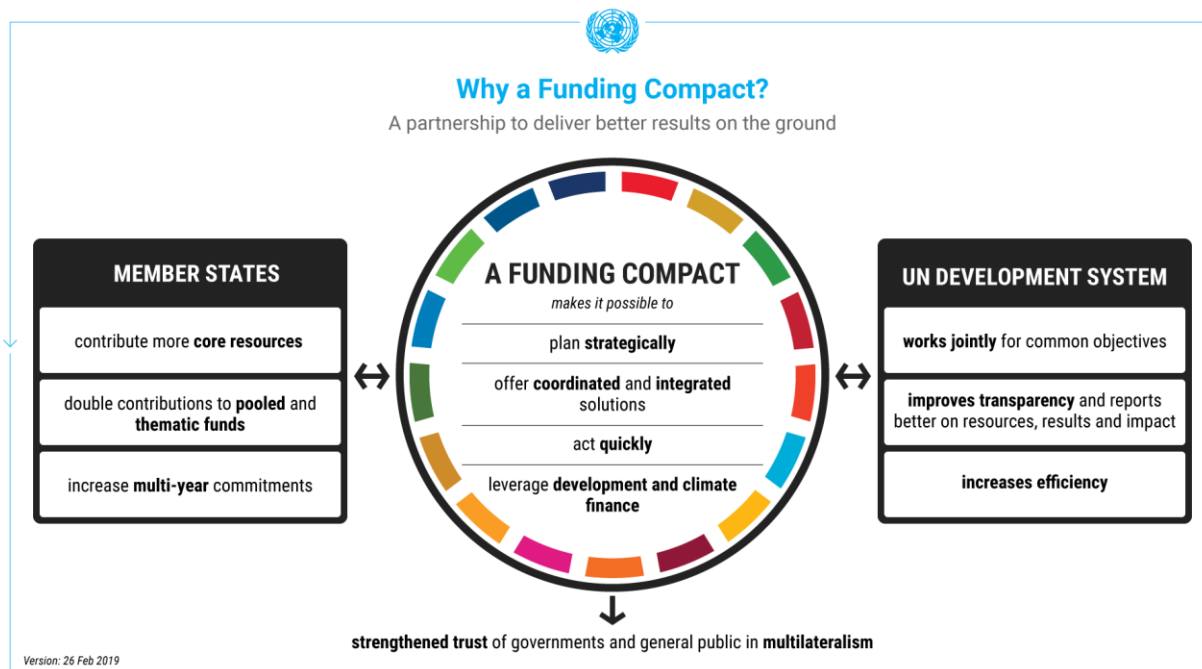 Why a Funding Compact?
A partnership to deliver better results on the ground
MEMBER STATES
contribute more core resources
double contributions to pooled and
thematic funds
increase multi-year commitments
A FUNDING COMPACT
makes it possible to
plan strategically
offer coordinated and integrated
solutions
act quickly
leverage development and climate
finance
UN DEVELOPMENT SYSTEM
works jointly for common objectives
improves transparency and reports
better on resources, results and impact
increases efficiency
strengthened trust of governments and general public in multilateralism
Version: 26 Feb 2019